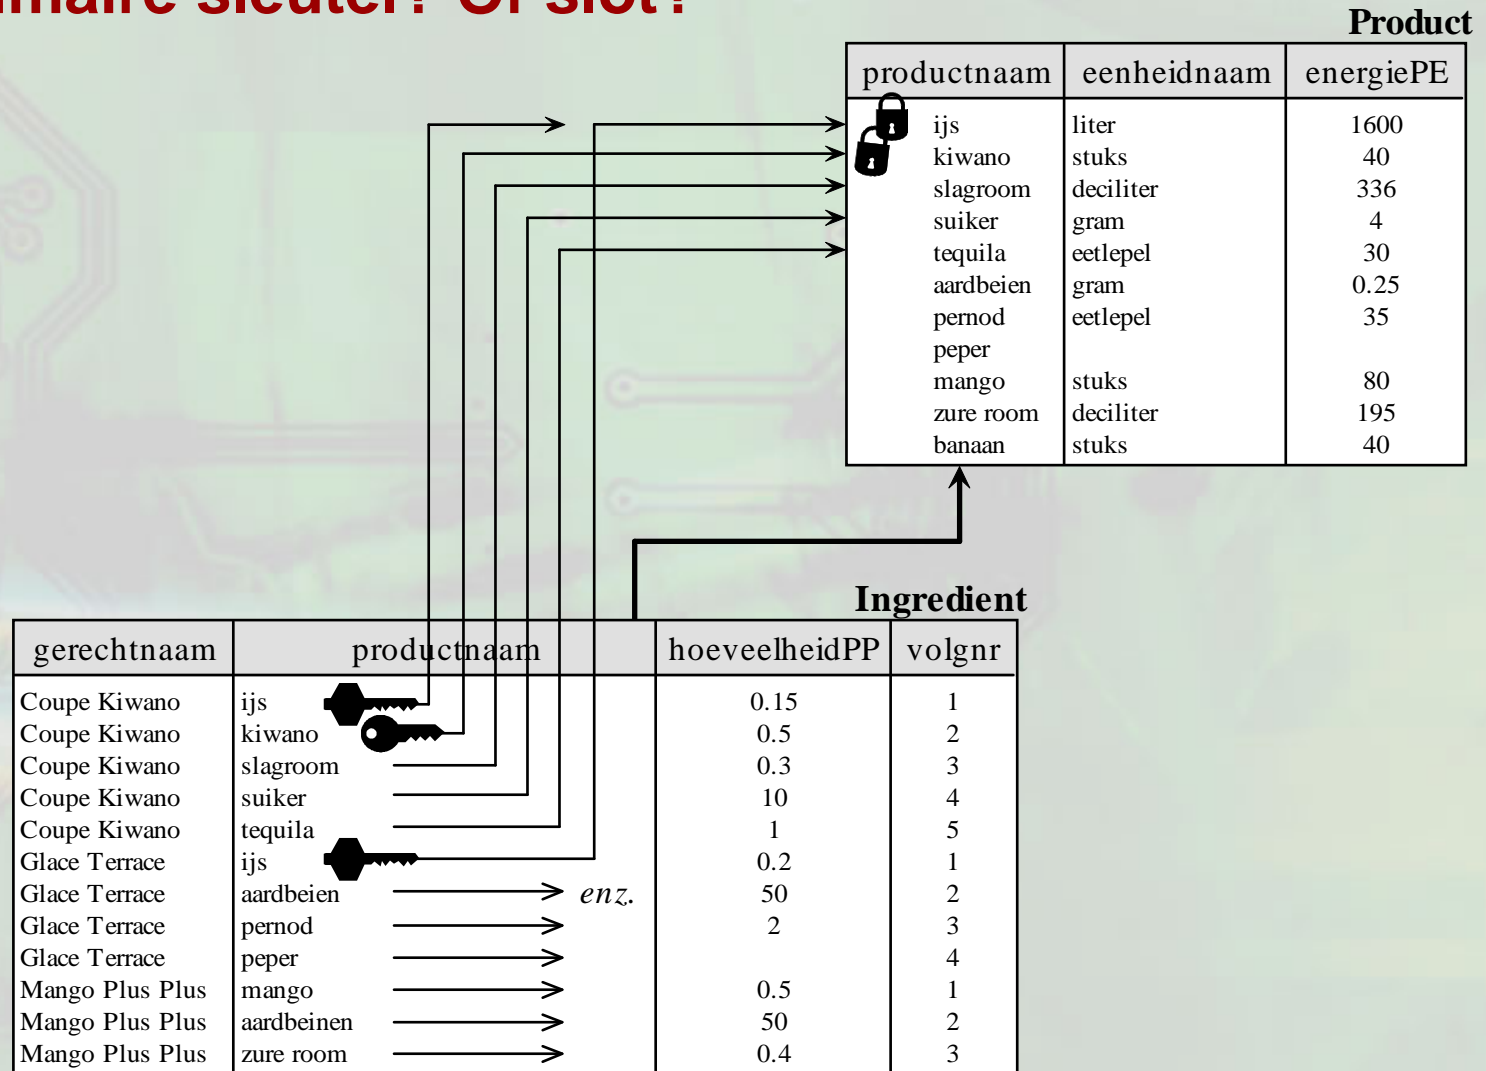 sleuter? Of slot?
Product
productnaam eenheidnaam energiePE
ijs liter 1600
kiwano stuks 40
slagroom deciliter 336
suiker gram 4
tequila eetlepel 30
aardbeien gram 0.25
pernod eetlepel 35
peper
mango stuks 80
zure room deciliter 195
banaan stuks 40
Ingredient
gerechtnaam productnaam hoeveelheidPP volgnr
Coupe Kiwano ijs 0.15 1
Coupe Kiwano kiwano 0.5 2
Coupe Kiwano slagroom 0.3 3
Coupe Kiwano suiker 10 4
Coupe Kiwano tequila 1 5
Glace Terrace ijs 0.2 1
Glace Terrace aardbeien enz. 50 2
Glace Terrace pernod 2 3
Glace Terrace peper 4
Mango Plus Plus mango 0.5 1
Mango Plus Plus aardbeinen 50 2
Mango Plus Plus zure room 0.4 3